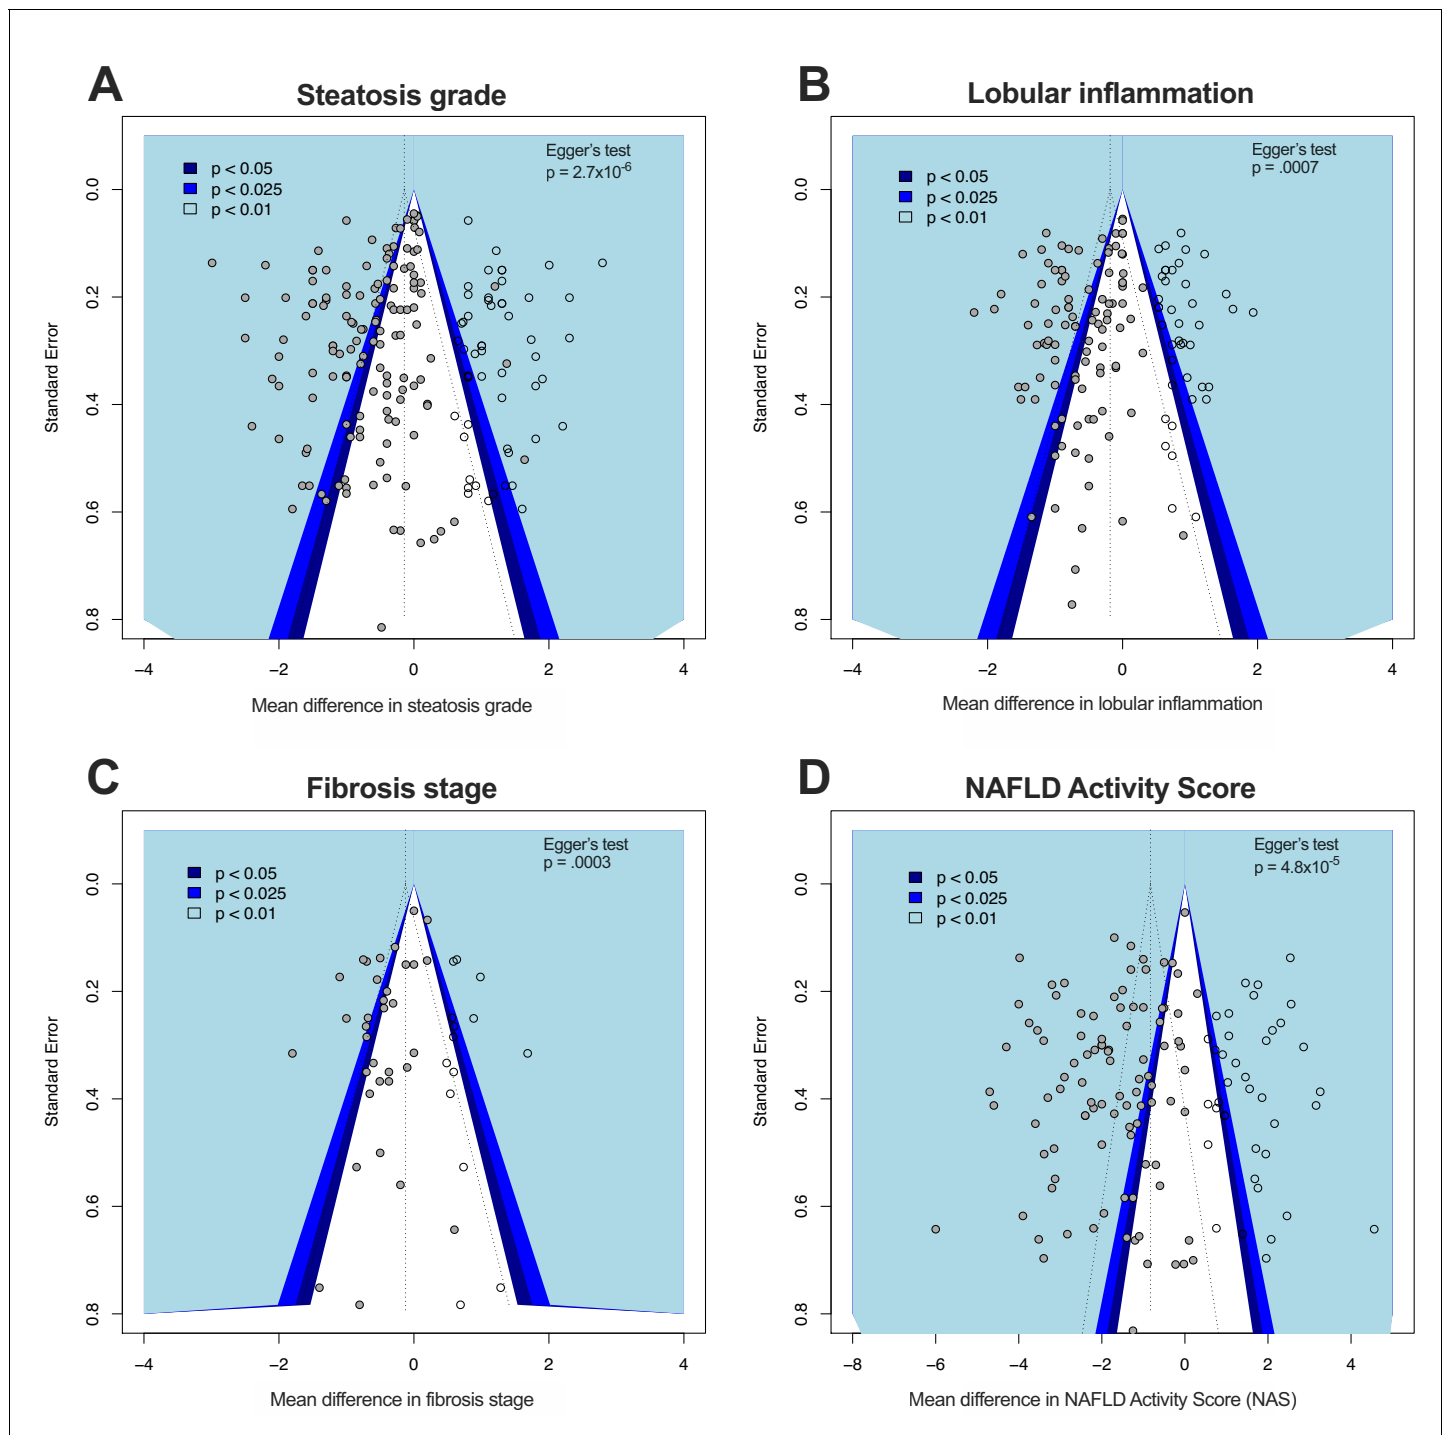 A
Steatosis grade
Egger's test
p = 2.7x10-6
p < 0.05
p < 0.025
p < 0.01
0.0
0.2
0.4
0.6
0.8
Standard Error
−4
−2
0
2
4
Mean difference in steatosis grade
B
Lobular inflammation
Egger's test
p = .0007
p < 0.05
p < 0.025
p < 0.01
0.0
0.2
0.4
0.6
0.8
Standard Error
−4
−2
0
2
4
Mean difference in lobular inflammation
C
Fibrosis stage
Egger's test
p = .0003
p < 0.05
p < 0.025
p < 0.01
0.0
0.2
0.4
0.6
0.8
Standard Error
−4
−2
0
2
4
Mean difference in fibrosis stage
D
NAFLD Activity Score
Egger's test
p = 4.8x10-5
p < 0.05
p < 0.025
p < 0.01
0.0
0.2
0.4
0.6
0.8
Standard Error
−8
−6
−4
−2
0
2
4
Mean difference in NAFLD Activity Score (NAS)